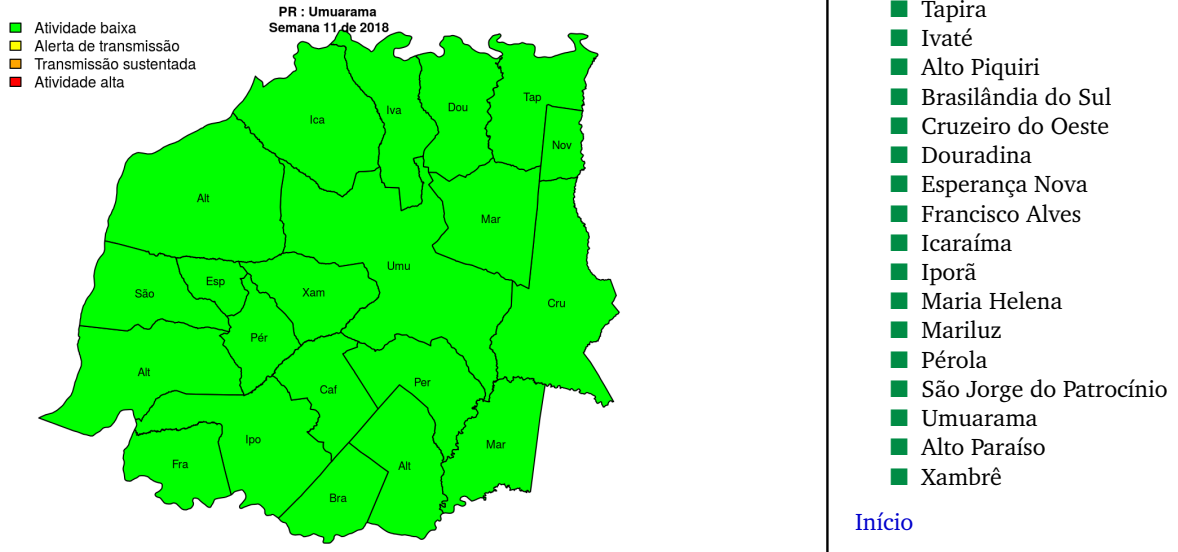 PR : Umuarama
Semana 11 de 2018
Atividade baixa
Alerta de transmissão
Transmissão sustentada
Atividade alta
Ica
Iva
Dou
Tap
Nov
Alt
Mar
Umu
Esp
São
Xam
Cru
Pér
Alt
Caf
Per
Ipo
Mar
Fra
Alt
Bra
Tapira
Ivaté
Alto Piquiri
Brasilândia do Sul
Cruzeiro do Oeste
Douradina
Esperança Nova
Francisco Alves
Icaraíma
Iporã
Maria Helena
Mariluz
Pérola
São Jorge do Patrocínio
Umuarama
Alto Paraíso
Xambrê
Início